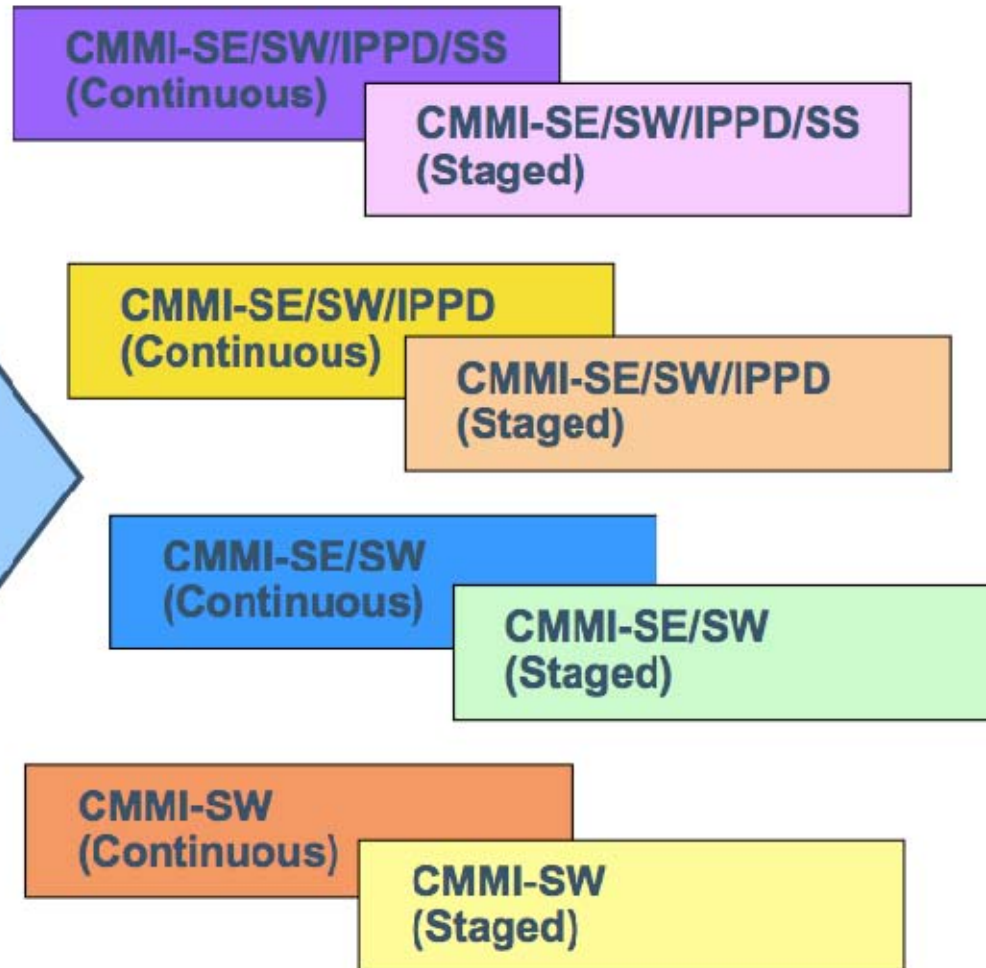 CMMI-SE/SW/IPPD/SS
(Continuous)
CMMI-SE/SW/IPPD/SS
(Staged)
CMMI-SE/SW/IPPD
(Continuous)
CMMI-SE/SW/IPPD
(Staged)
CMMI-SE/SW
(Continuous)
CMMI-SE/SW
(Staged)
CMMI-SW
(Continuous)
CMMI-SW
(Staged)